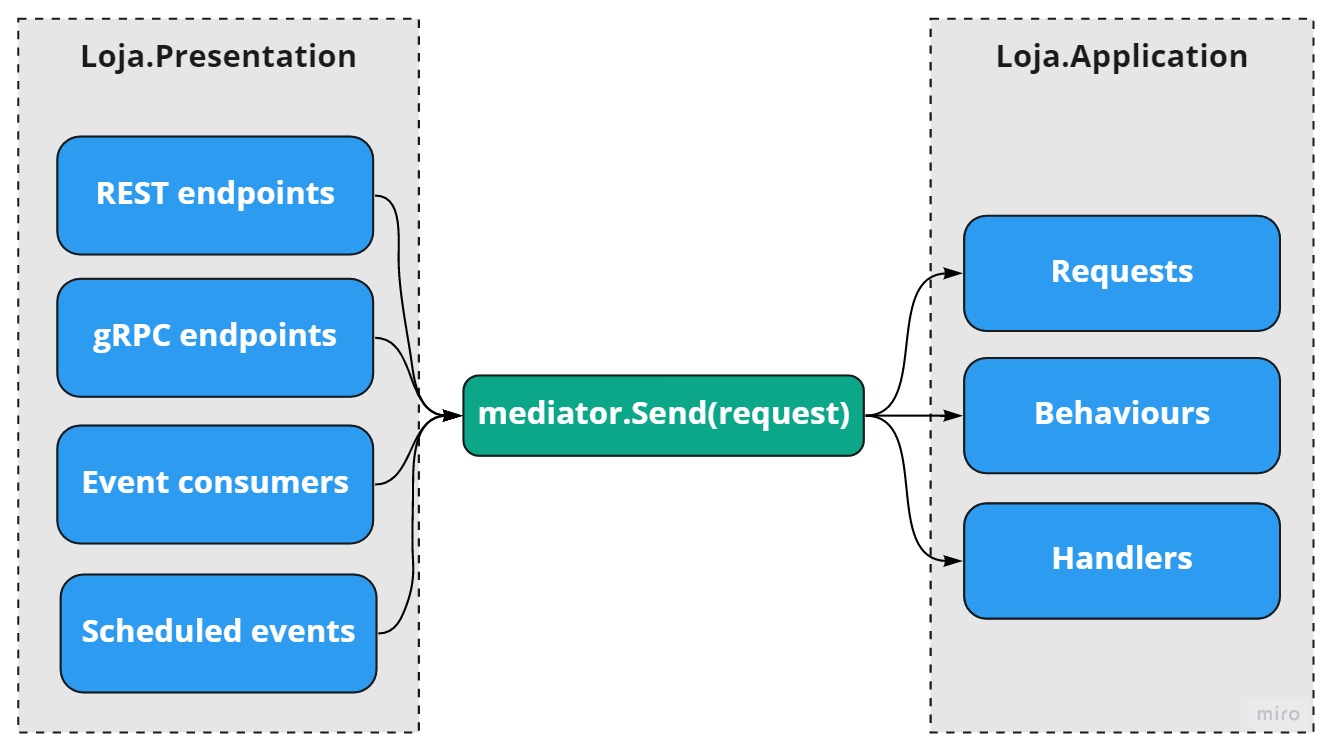 Loja.Presentation
REST endpoints
gRPC endpoints
Event consumers
Scheduled events
mediator.Send(request)
Loja.Application
Requests
Behaviours
Handlers
miro